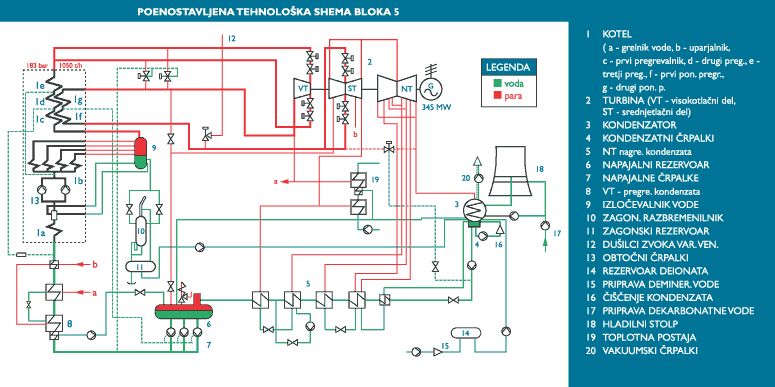 POENOSTAVLJENA TEHNOLOŠKA SHEMA BLOKA 5
183 bar 1050 t/h
12
2
LEGENDA
voda
para
VT
ST
NT
G
345 MW
1e
1d
1g
1c
1f
b
9
1b
13
a
19
20
18
3
10
1a
4
16
17
11
b
a
5
8
6
7
14
15
1 KOTEL
( a - grelnik vode, b - uparjalnik,
c - prvi pregrevalnik, d - drugi preg., e -
tretji preg., f - prvi pon. pregr.,
g - drugi pon. p.
2 TURBINA (VT - visokotlačni del,
ST - srednjetlačni del)
3 KONDENZATOR
4 KONDENZATNI ČRPALKI
5 NT nagre. kondenzata
6 NAPAJALNI REZERVOAR
7 NAPAJALNE ČRPALKE
8 VT - pregre. kondenzata
9 IZLOČEVALNIK VODE
10 ZAGON. RAZBREMENILNIK
11 ZAGONSKI REZERVOAR
12 DUŠILCI ZVOKA VAR. VEN.
13 OBTOČNI ČRPALKI
14 REZERVOAR DEIONATA
15 PRIPRAVA DEMINER. VODE
16 ČIŠČENJE KONDENZATA
17 PRIPRAVA DEKARBONATNE VODE
18 HLADILNI STOLP
19 TOPLOTNA POSTAJA
20 VAKUUMSKI ČRPALKI